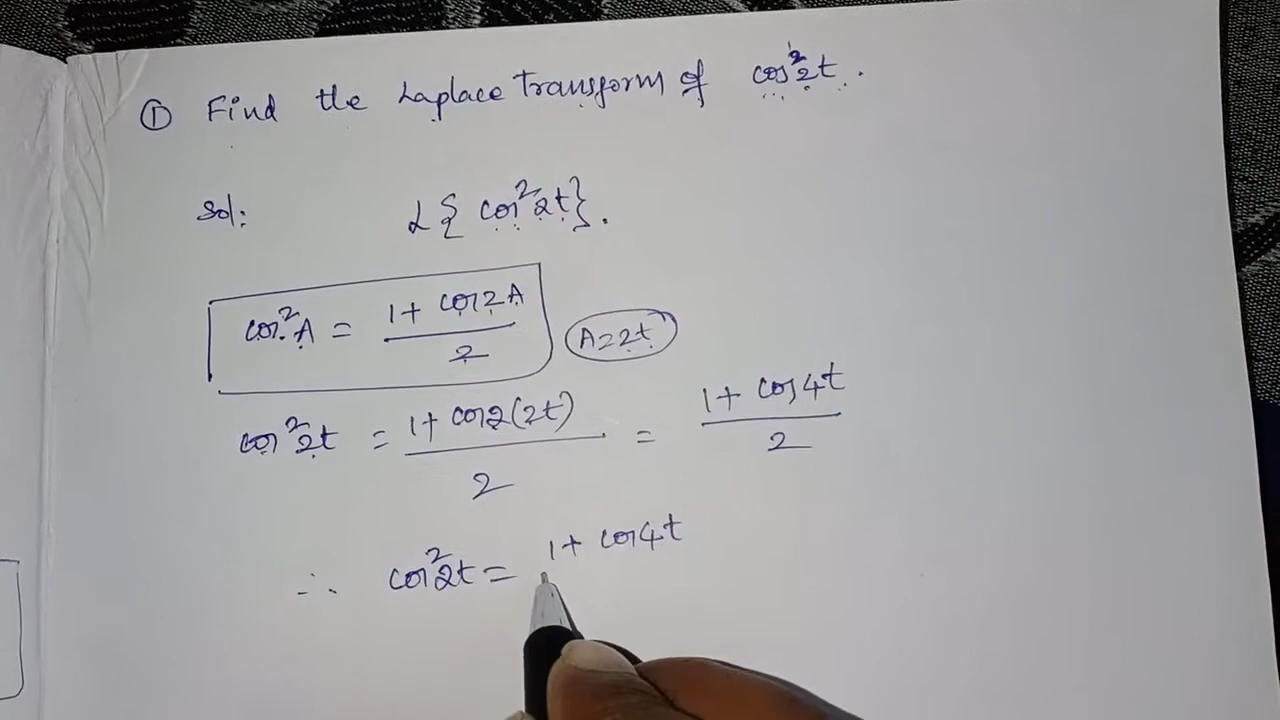 ① Find the Laplace Transform of cos²2t.
Sol: L{cos²2t}.
cos²A = (1 + cos2A)/2 A=2t
cos²2t = (1 + cos2(2t))/2 = (1 + cos4t)/2
∴ cos²2t = 1 + cos4t